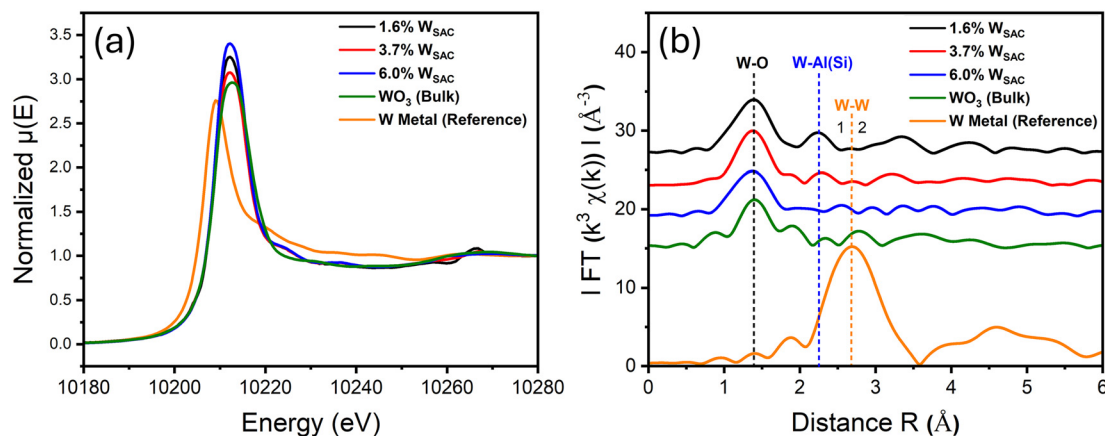 (a)
1.6% W_SAC
3.7% W_SAC
6.0% W_SAC
WO₃ (Bulk)
W Metal (Reference)
Normalized μ(E)
3.5
3.0
2.5
2.0
1.5
1.0
0.5
0.0
10180 10200 10220 10240 10260 10280
Energy (eV)
(b)
1.6% W_SAC
3.7% W_SAC
6.0% W_SAC
WO₃ (Bulk)
W Metal (Reference)
W-O
W-Al(Si)
W-W
1 2
I FT (k³ χ(k)) I (Å⁻³)
40
30
20
10
0
0 1 2 3 4 5 6
Distance R (Å)